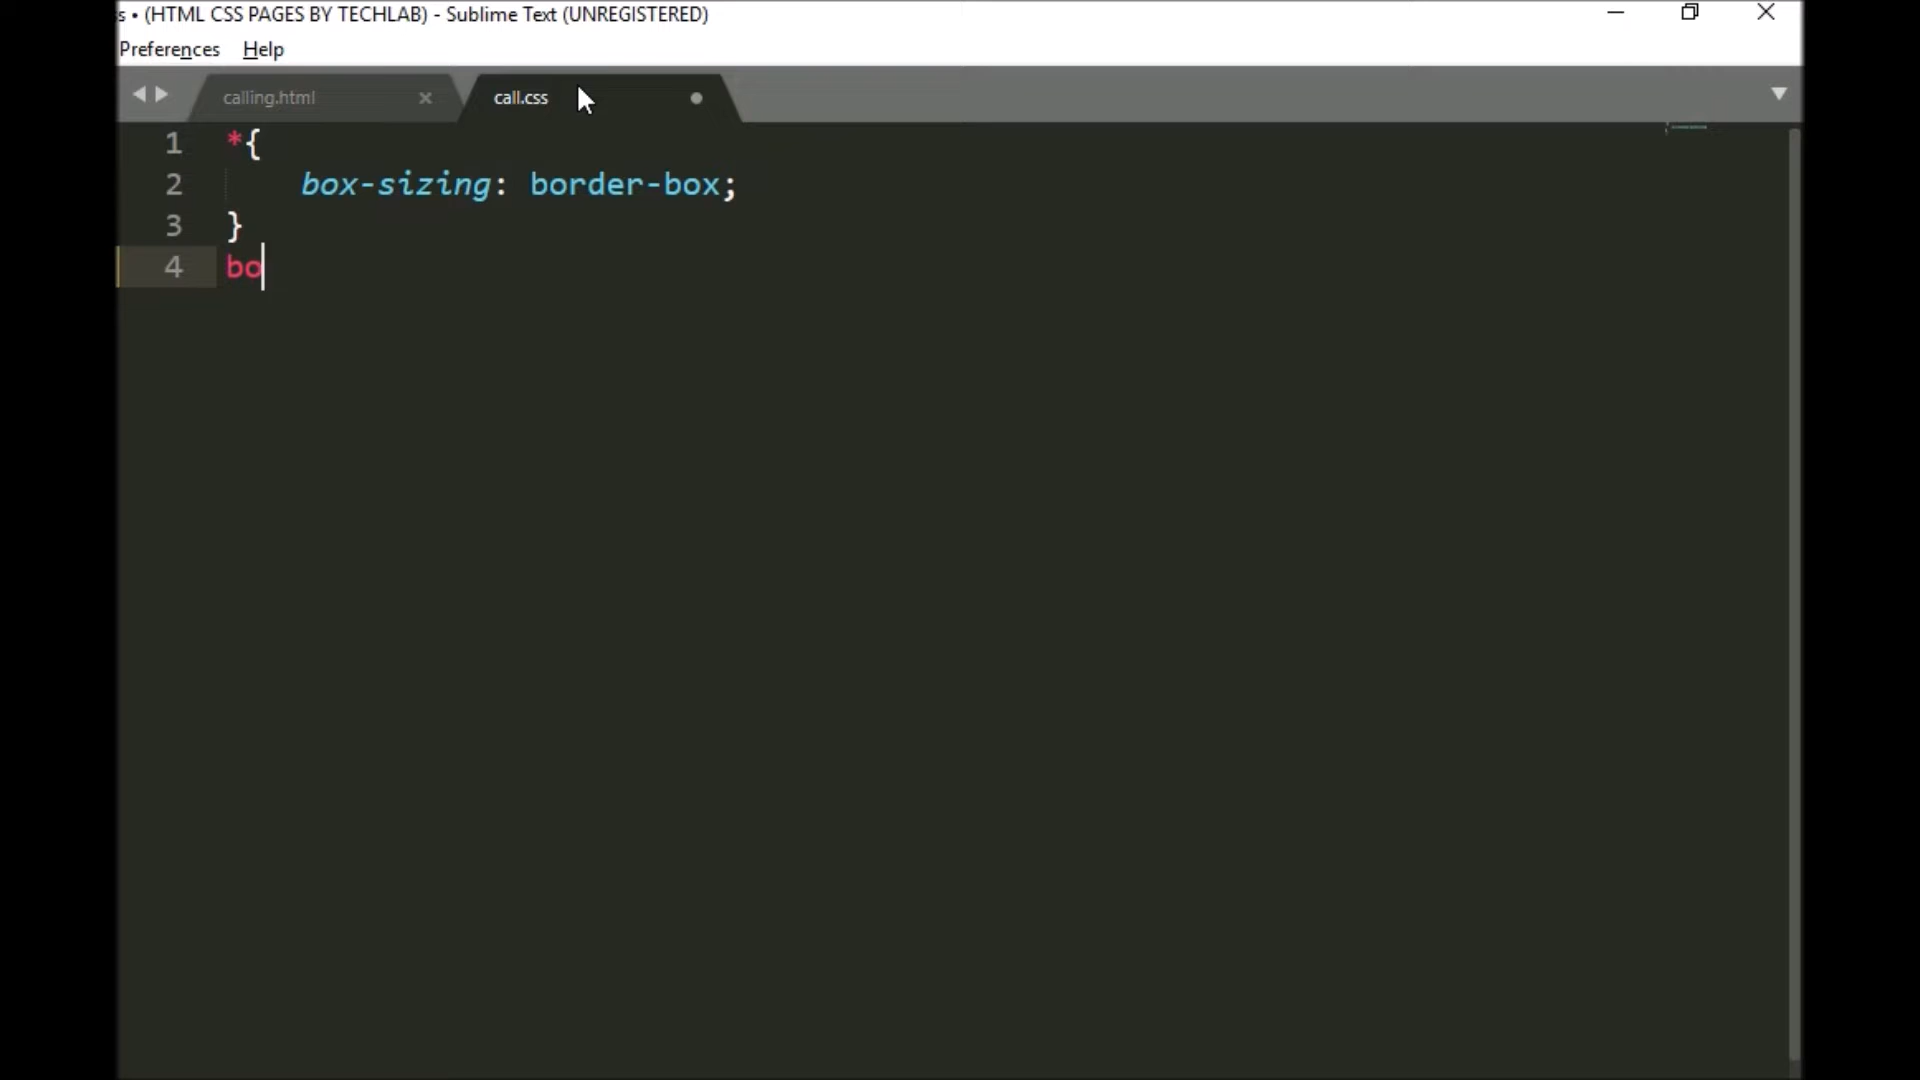 s • (HTML CSS PAGES BY TECHLAB) - Sublime Text (UNREGISTERED)
Preferences Help
calling.html call.css
1 *{
2 box-sizing: border-box;
3 }
4 bo